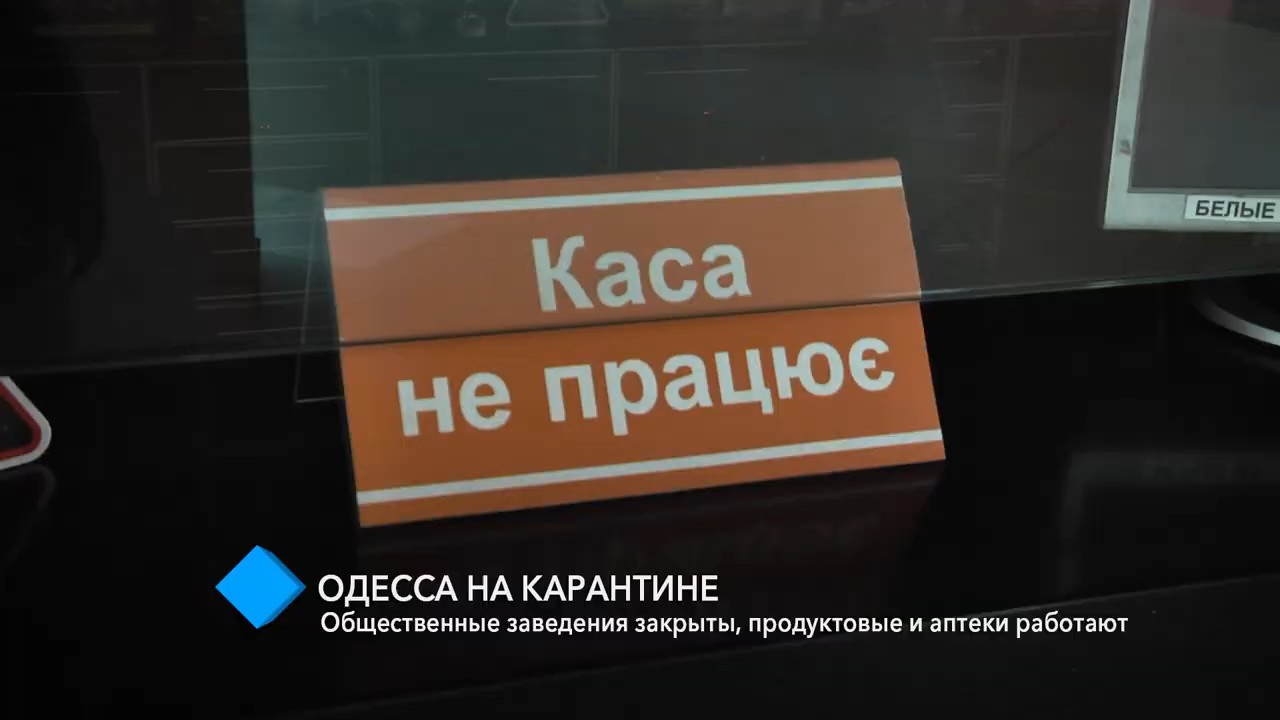 Каса
не працює
БЕЛЫЕ
ОДЕССА НА КАРАНТИНЕ
Общественные заведения закрыты, продуктовые и аптеки работают